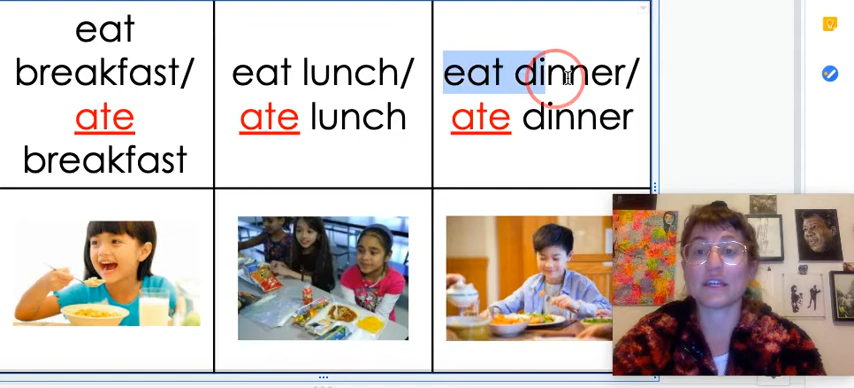 eat
breakfast/
ate
breakfast
eat lunch/
ate lunch
eat dinner/
ate dinner